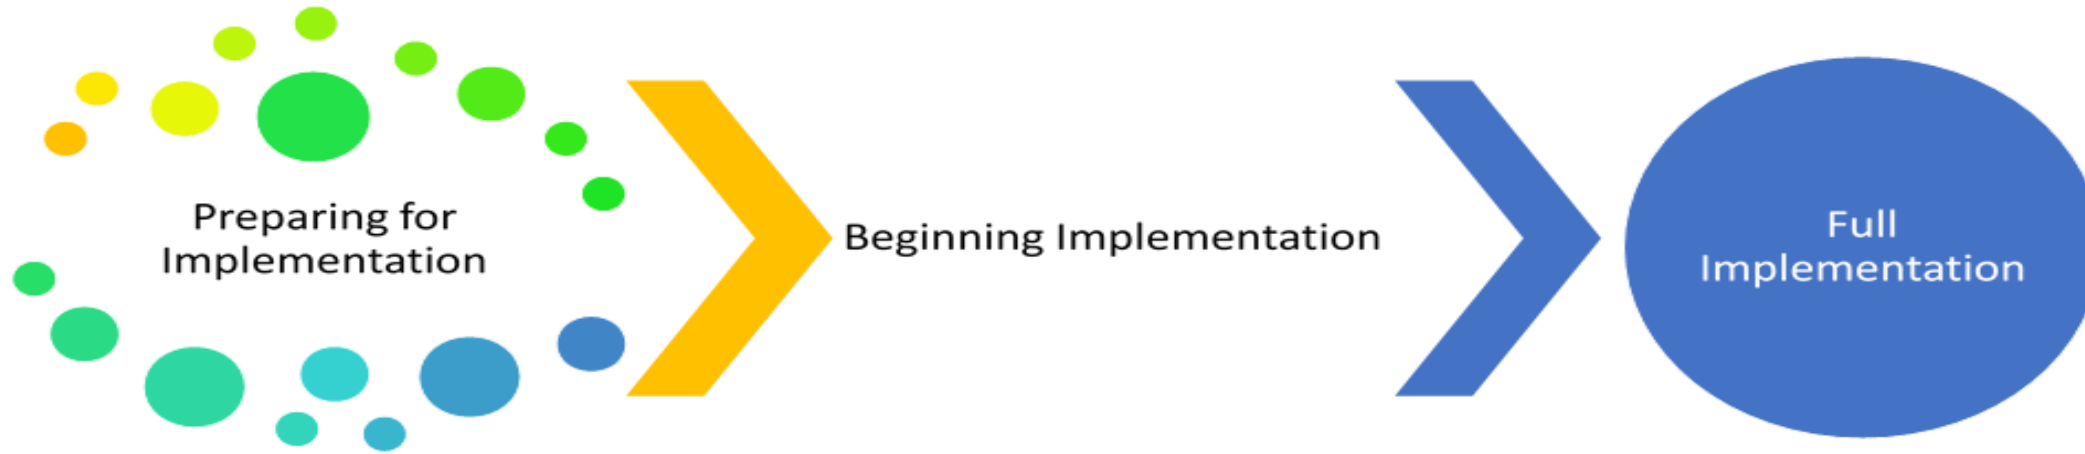 Preparing for
Implementation
Beginning Implementation
Full
Implementation